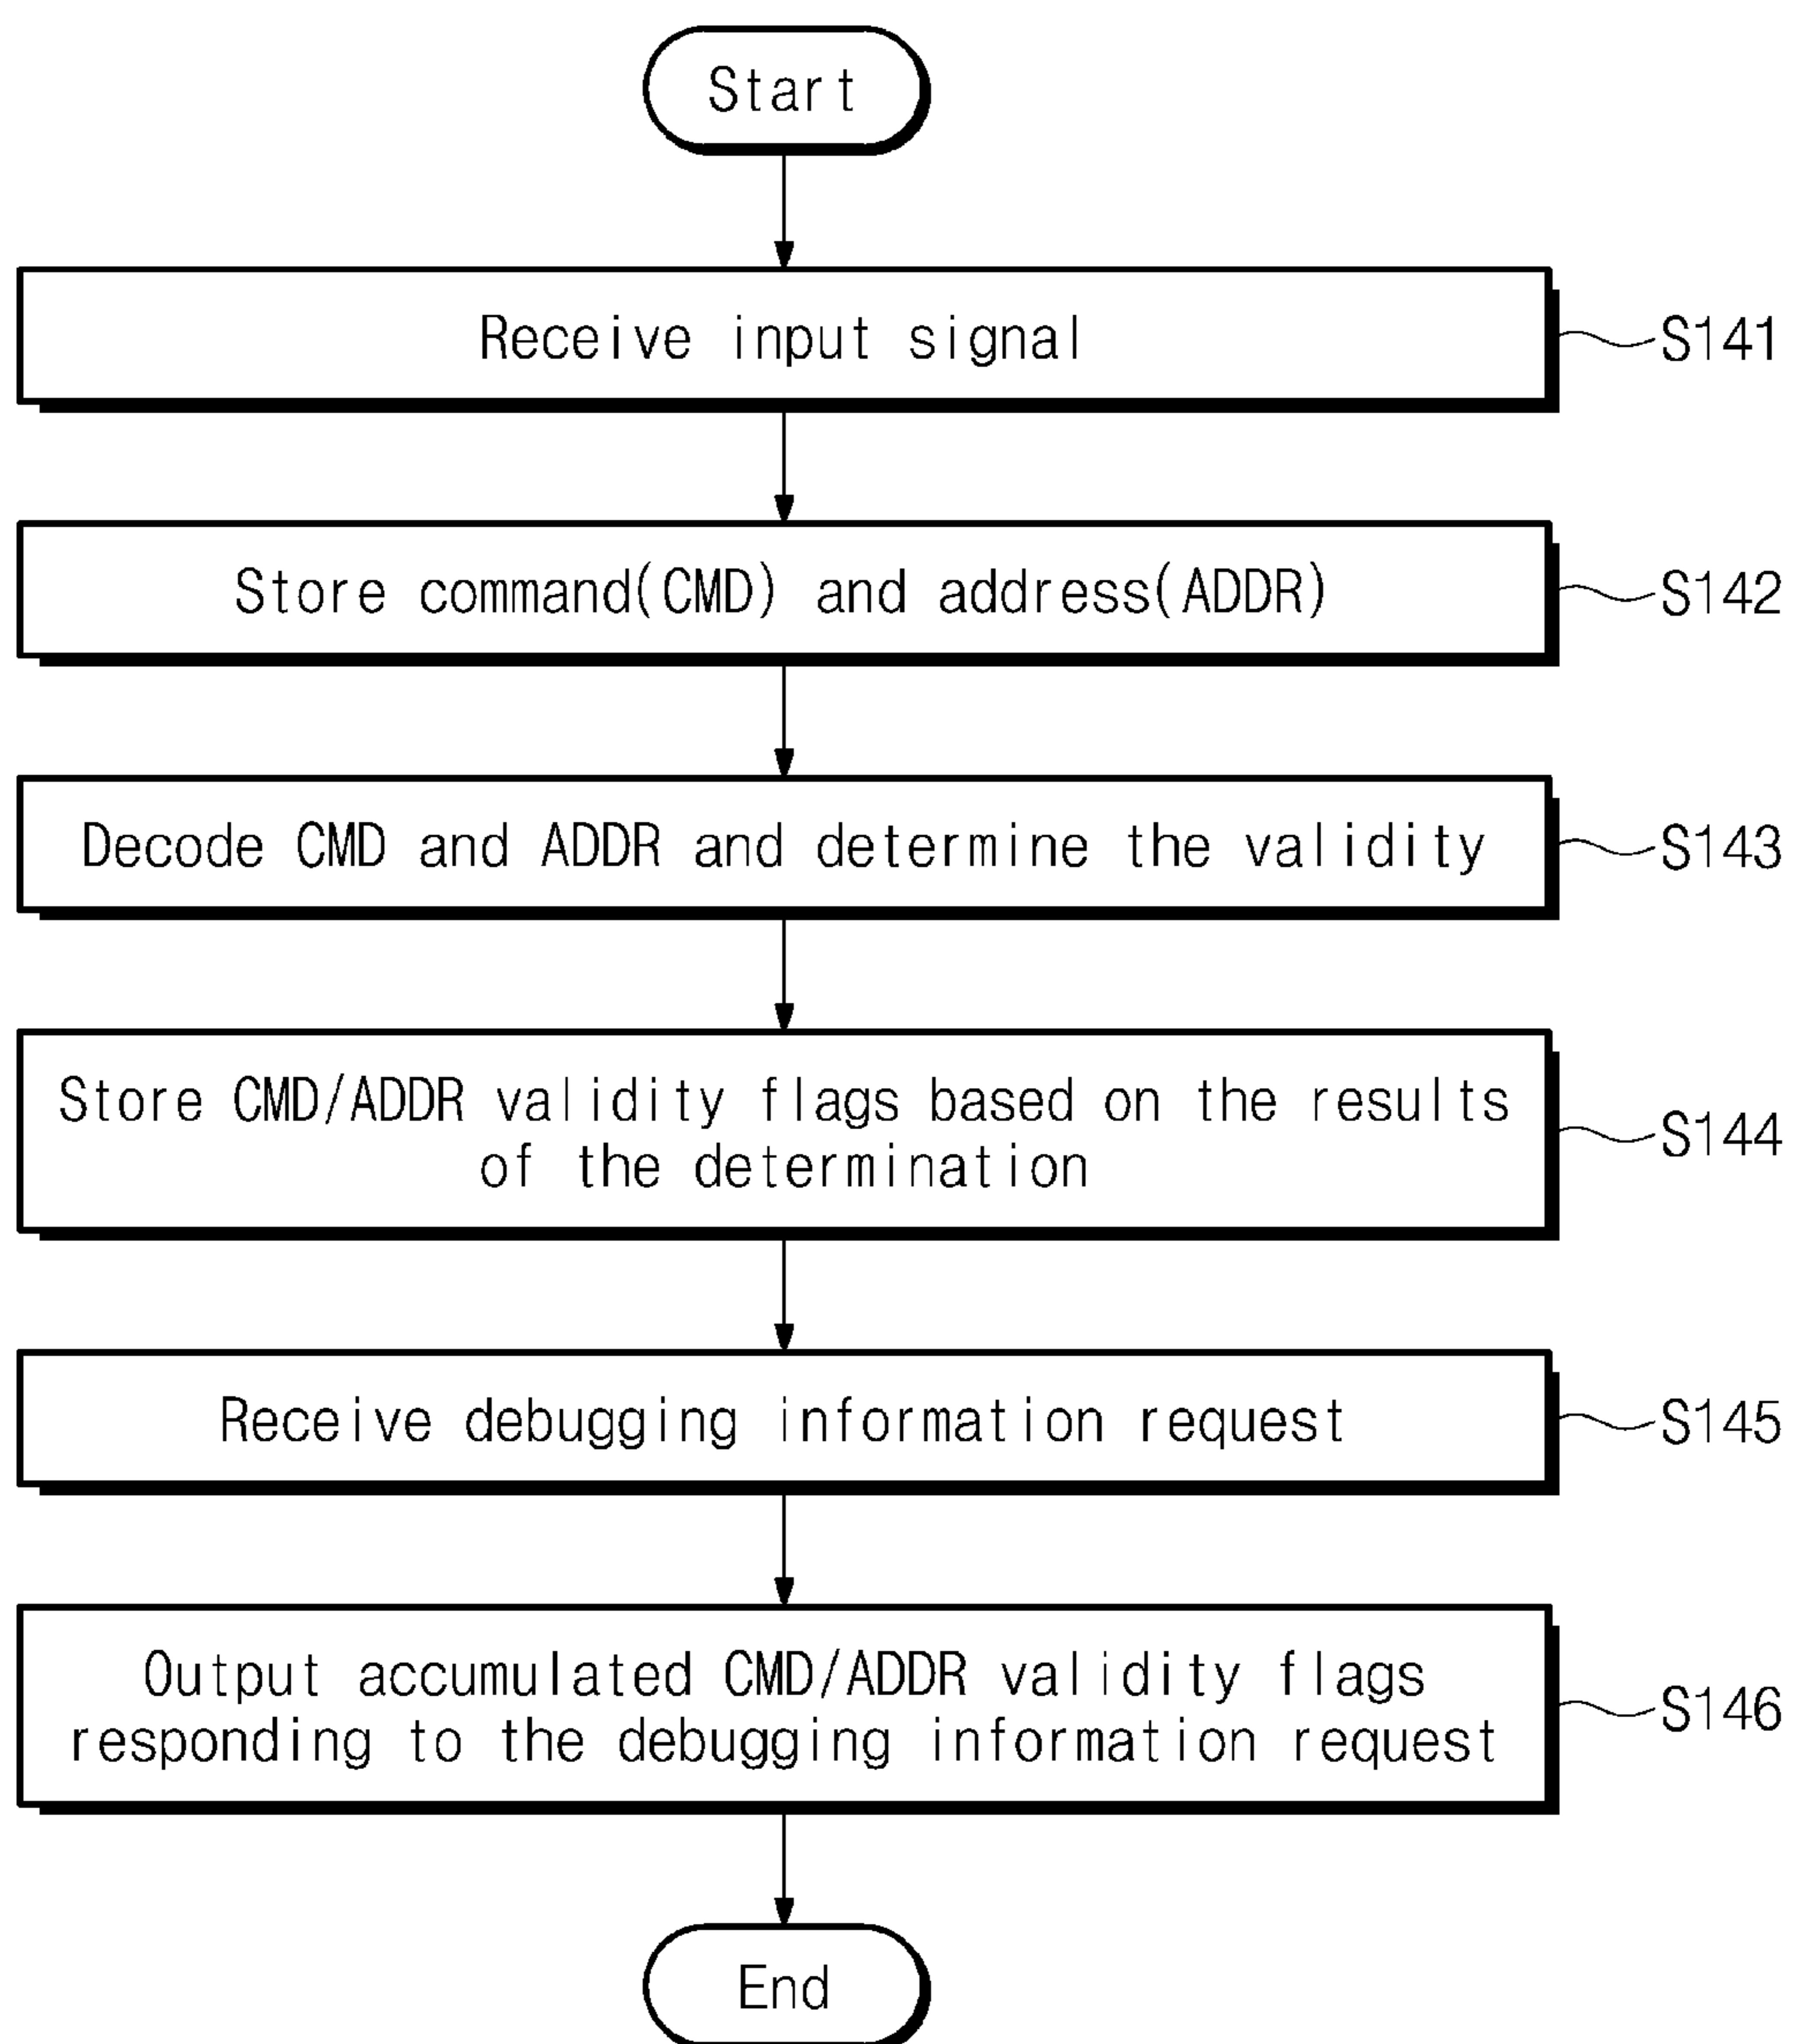 Start
Receive input signal
S141
Store command(CMD) and address(ADDR)
S142
Decode CMD and ADDR and determine the validity
S143
Store CMD/ADDR validity flags based on the results
of the determination
S144
Receive debugging information request
S145
Output accumulated CMD/ADDR validity flags
responding to the debugging information request
S146
End